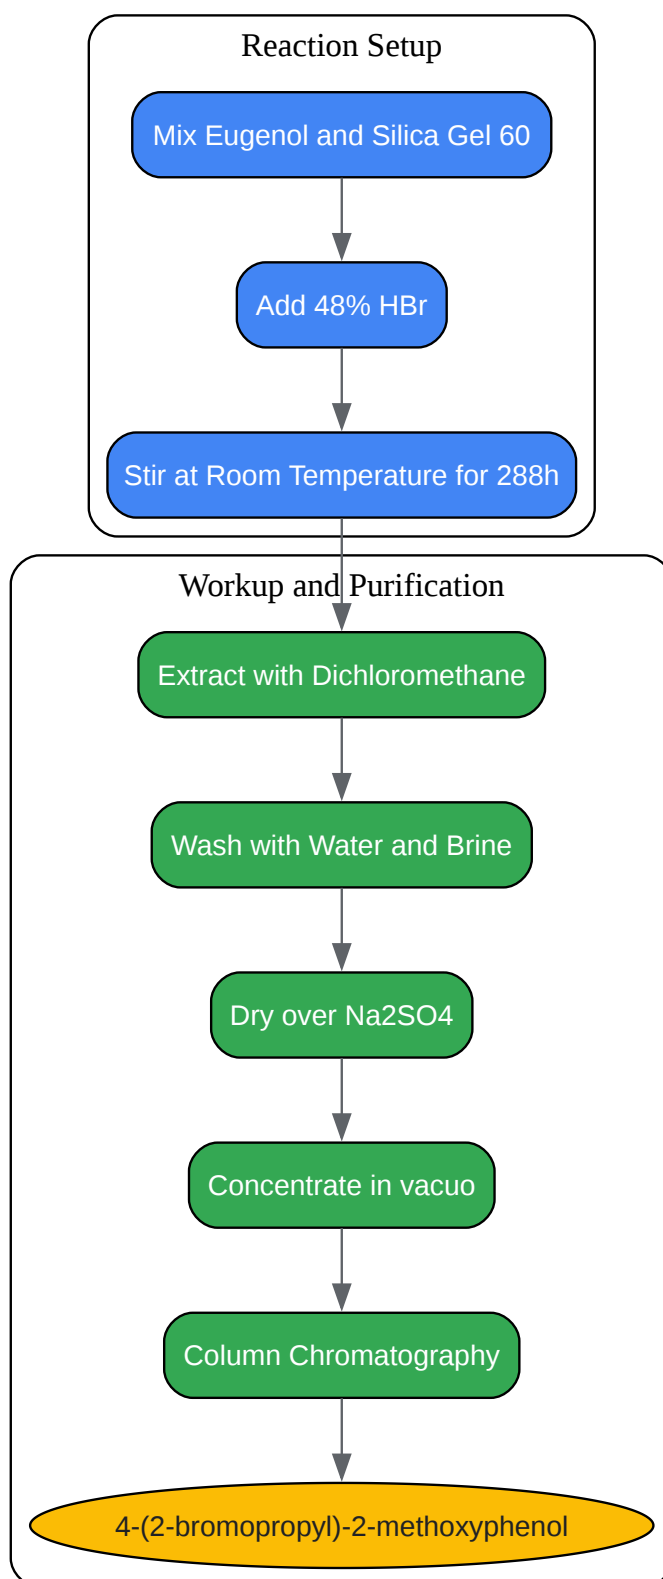 Reaction Setup
Mix Eugenol and Silica Gel 60
Add 48% HBr
Stir at Room Temperature for 288h
Workup and Purification
Extract with Dichloromethane
Wash with Water and Brine
Dry over Na2SO4
Concentrate in vacuo
Column Chromatography
4-(2-bromopropyl)-2-methoxyphenol